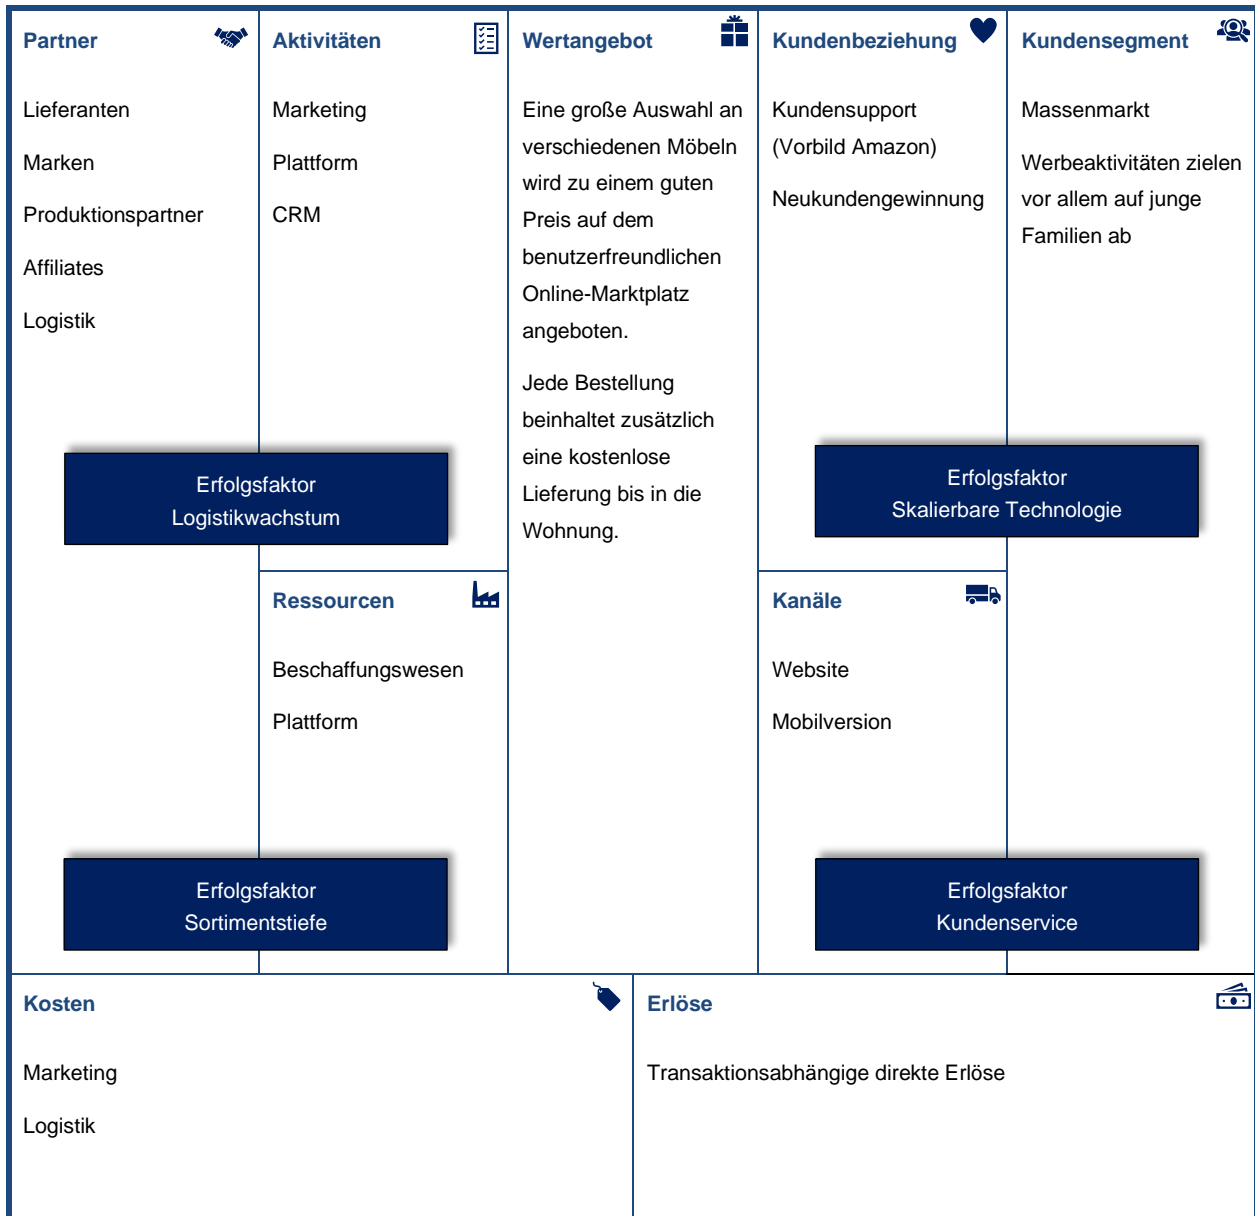 Partner
Lieferanten
Marken
Produktionspartner
Affiliates
Logistik
Aktivitäten
Marketing
Plattform
CRM
Erfolgsfaktor
Logistikwachstum
Ressourcen
Beschaffungswesen
Plattform
Erfolgsfaktor
Sortimentstiefe
Wertangebot
Eine große Auswahl an
verschiedenen Möbeln
wird zu einem guten
Preis auf dem
benutzerfreundlichen
Online-Marktplatz
angeboten.
Jede Bestellung
beinhaltet zusätzlich
eine kostenlose
Lieferung bis in die
Wohnung.
Kundenbeziehung
Kundensupport
(Vorbild Amazon)
Neukundengewinnung
Kundensegment
Massenmarkt
Werbeaktivitäten zielen
vor allem auf junge
Familien ab
Erfolgsfaktor
Skalierbare Technologie
Kanäle
Website
Mobilversion
Erfolgsfaktor
Kundenservice
Kosten
Marketing
Logistik
Erlöse
Transaktionsabhängige direkte Erlöse